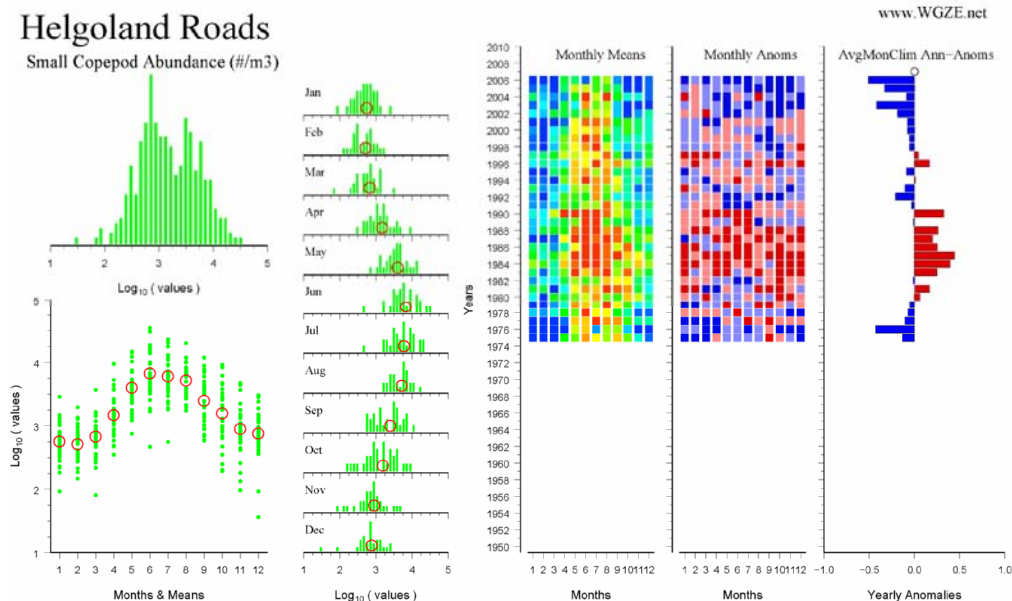 www.WGZE.net
Helgoland Roads
Small Copepod Abundance (#/m3)
1 2 3 4 5
Log10 ( values )
5
4
3
2
1
Log10 ( values )
1 2 3 4 5 6 7 8 9 10 11 12
Months & Means
Jan
Feb
Mar
Apr
May
Jun
Jul
Aug
Sep
Oct
Nov
Dec
1 2 3 4 5
Log10 ( values )
Monthly Means
Monthly Anoms
AvgMonClim Ann-Anoms
Years
2010
2008
2006
2004
2002
2000
1998
1996
1994
1992
1990
1988
1986
1984
1982
1980
1978
1976
1974
1972
1970
1968
1966
1964
1962
1960
1958
1956
1954
1952
1950
1 2 3 4 5 6 7 8 9 10 11 12
Months
1 2 3 4 5 6 7 8 9 10 11 12
Months
-1.0 -0.5 0.0 0.5 1.0
Yearly Anomalies